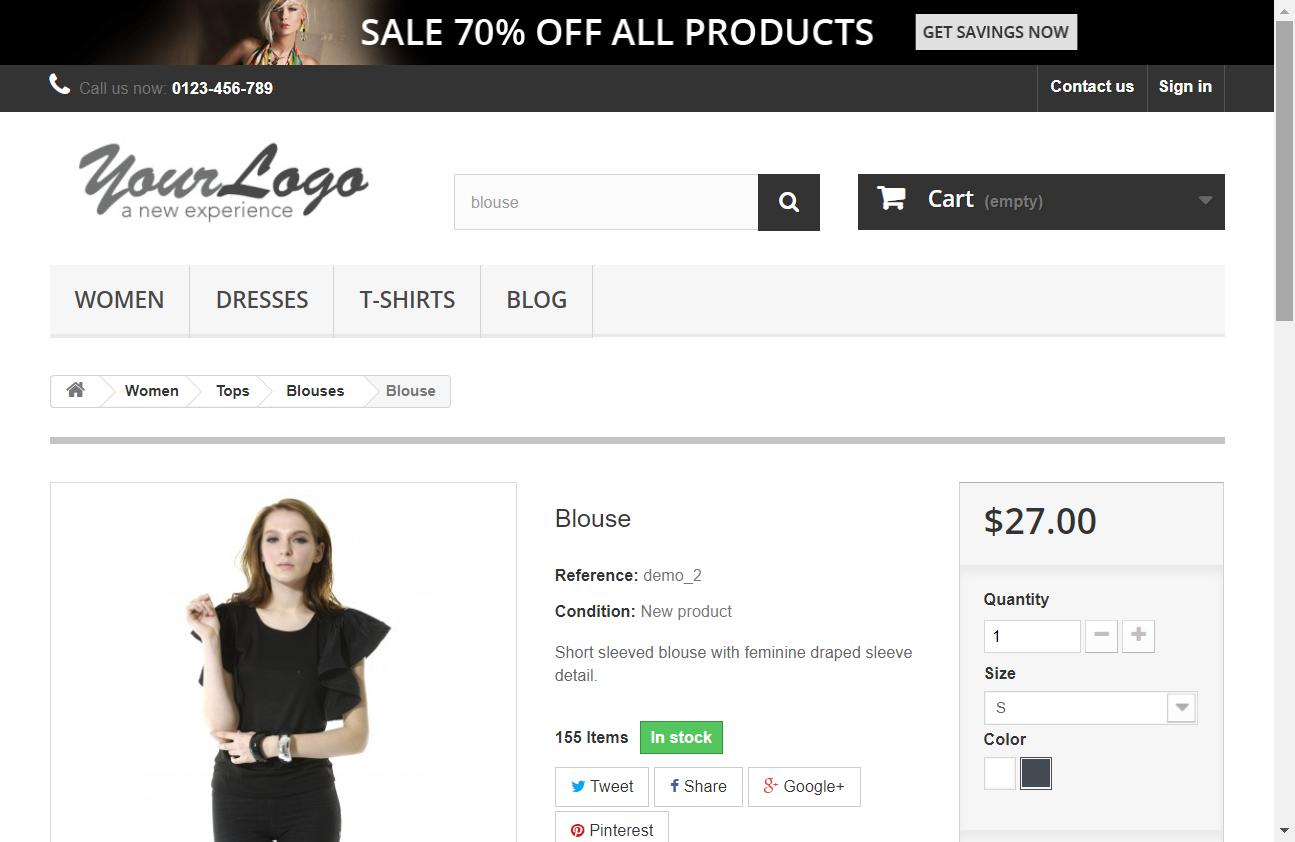 SALE 70% OFF ALL PRODUCTS GET SAVINGS NOW
Call us now: 0123-456-789 Contact us Sign in
Your Logo
a new experience
blouse
Cart (empty)
WOMEN DRESSES T-SHIRTS BLOG
Women Tops Blouses Blouse
Blouse
Reference: demo_2
Condition: New product
Short sleeved blouse with feminine draped sleeve
detail.
155 Items In stock
Tweet Share Google+
Pinterest
$27.00
Quantity
1
Size
S
Color